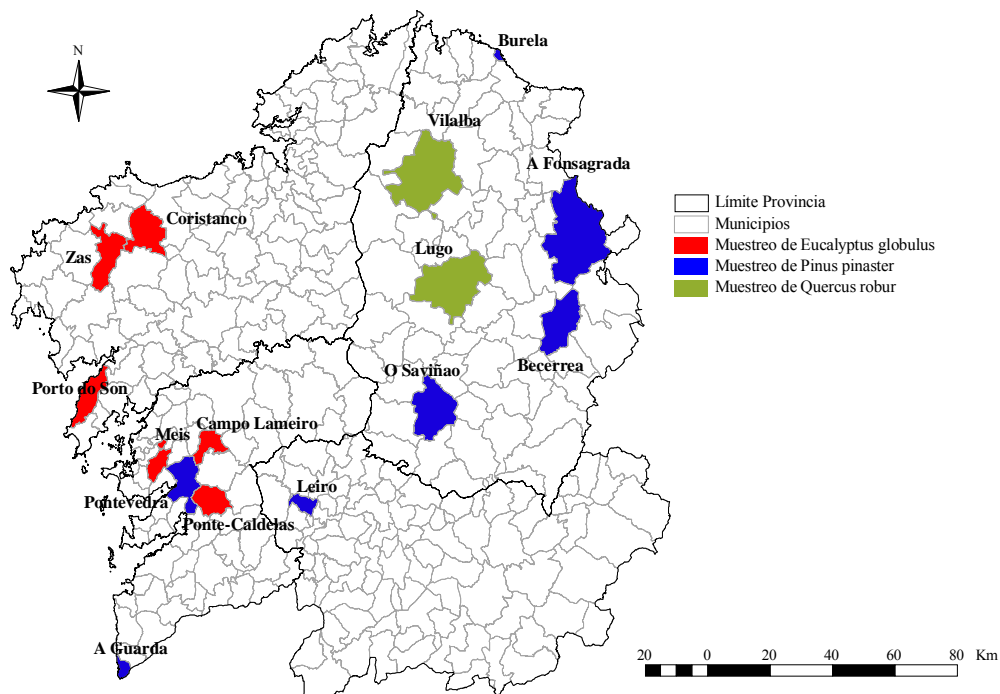 Burela
N
Vilalba
A Fonsagrada
Límite Provincia
Coristanco
Municipios
Muestreo de Eucalyptus globulus
Lugo
Zas
Muestreo de Pinus pinaster
Muestreo de Quercus robur
Becerrea
O Saviñao
Porto do Son
Campo Lameiro
Meis
Leiro
Pontevedra
Ponte-Caldelas
A Guarda
20 0 20 40 60 80 Km